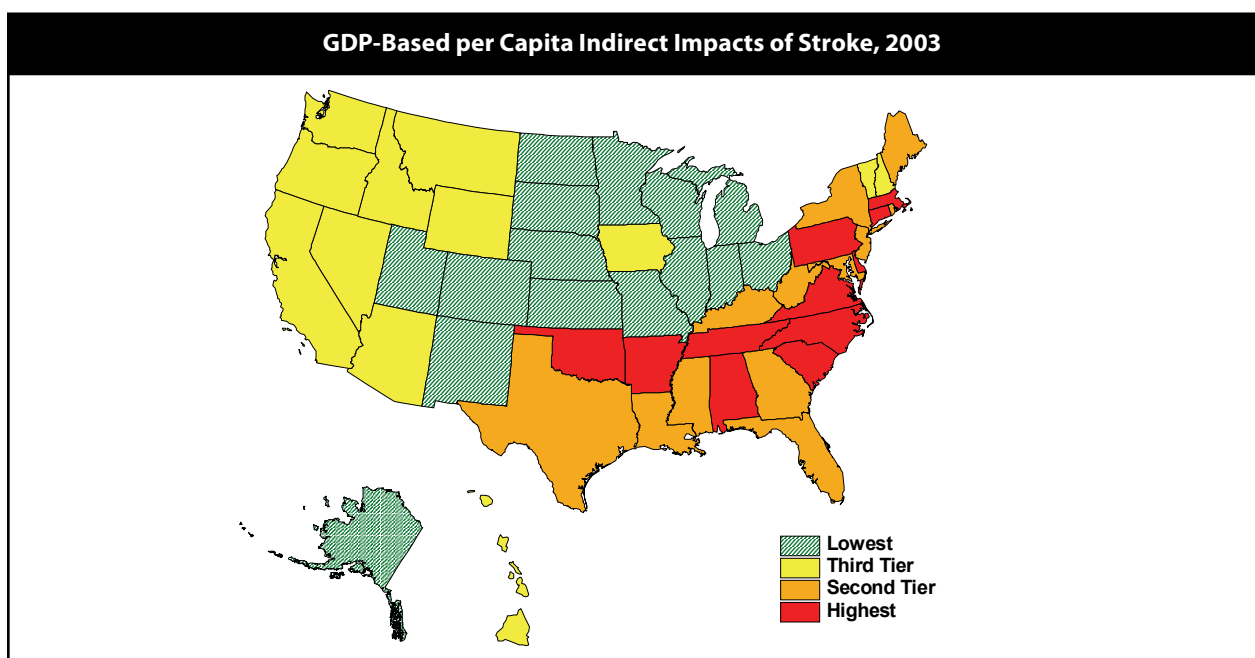 GDP-Based per Capita Indirect Impacts of Stroke, 2003
Lowest
Third Tier
Second Tier
Highest